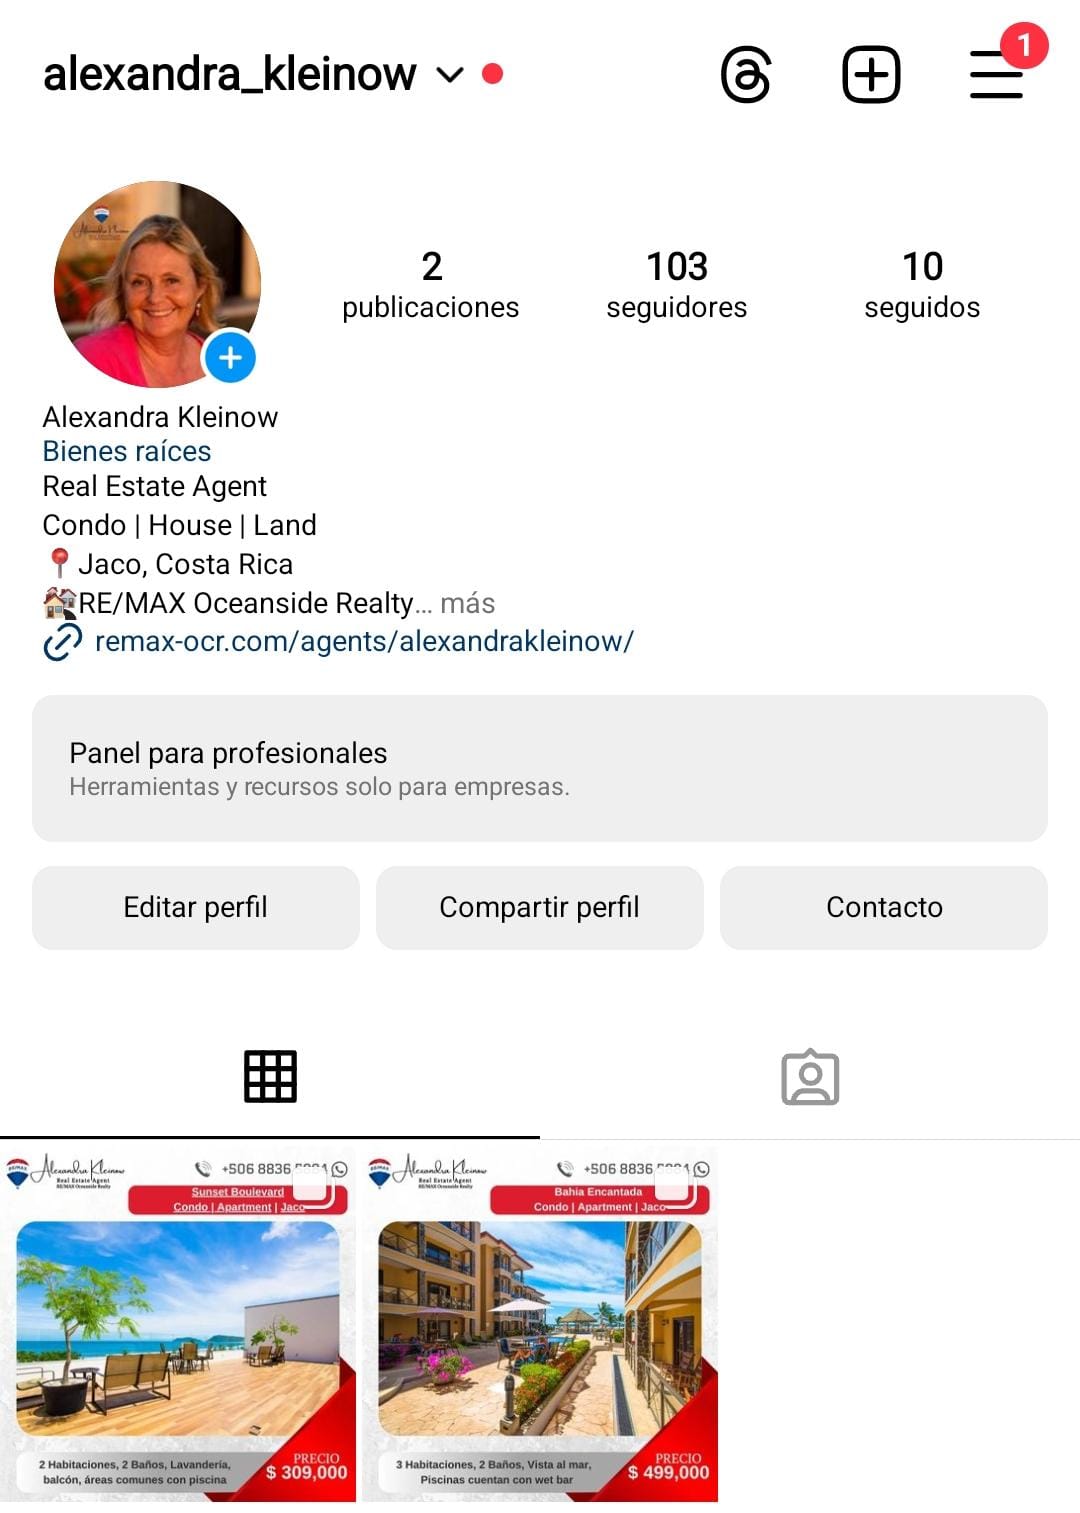 alexandra_kleinow
1
2
publicaciones
103
seguidores
10
seguidos
Alexandra Kleinow
Bienes raíces
Real Estate Agent
Condo | House | Land
📍Jaco, Costa Rica
🏘️RE/MAX Oceanside Realty... más
remax-ocr.com/agents/alexandrakleinow/
Panel para profesionales
Herramientas y recursos solo para empresas.
Editar perfil
Compartir perfil
Contacto
RE/MAX
Alexandra Kleinow
Real Estate Agent
RE/MAX Oceanside Realty
+506 8836
Sunset Boulevard
Condo | Apartment | Jaco
2 Habitaciones, 2 Baños, Lavandería,
balcón, áreas comunes con piscina
PRECIO
$ 309,000
RE/MAX
Alexandra Kleinow
Real Estate Agent
RE/MAX Oceanside Realty
+506 8836
Bahia Encantada
Condo | Apartment | Jaco
3 Habitaciones, 2 Baños, Vista al mar,
Piscinas cuentan con wet bar
PRECIO
$ 499,000